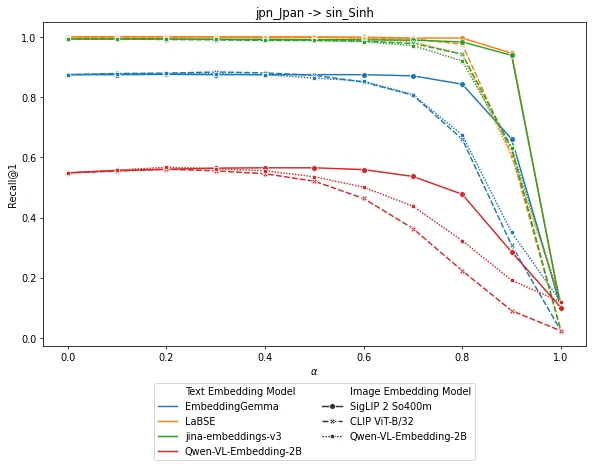 jpn_Jpan -> sin_Sinh
1.0
0.8
0.6
0.4
0.2
0.0
Recall@1
0.0 0.2 0.4 0.6 0.8 1.0
α
Text Embedding Model Image Embedding Model
EmbeddingGemma SigLIP 2 So400m
LaBSE CLIP ViT-B/32
jina-embeddings-v3 Qwen-VL-Embedding-2B
Qwen-VL-Embedding-2B